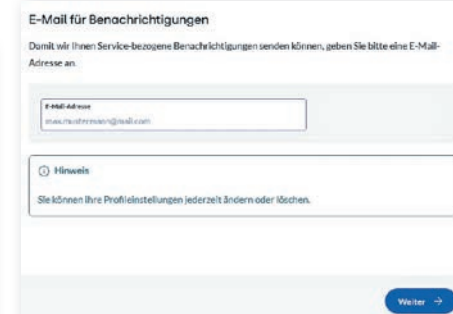 E-Mail für Benachrichtigungen
Damit wir Ihnen Service-bezogene Benachrichtigungen senden können, geben Sie bitte eine E-Mail-
Adresse an.
E-Mail-Adresse
max.mustermann@mail.com
Hinweis
Sie können Ihre Profileinstellungen jederzeit ändern oder löschen.
Weiter →